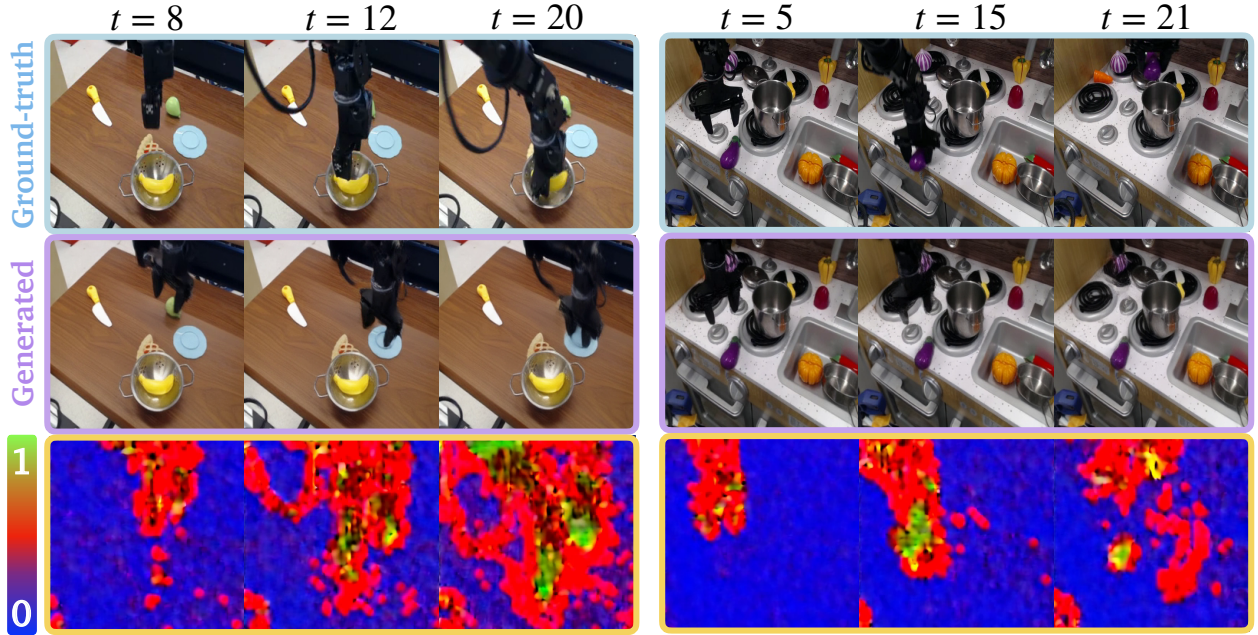 t = 8 t = 12 t = 20 t = 5 t = 15 t = 21
Ground-truth
Generated
1
0